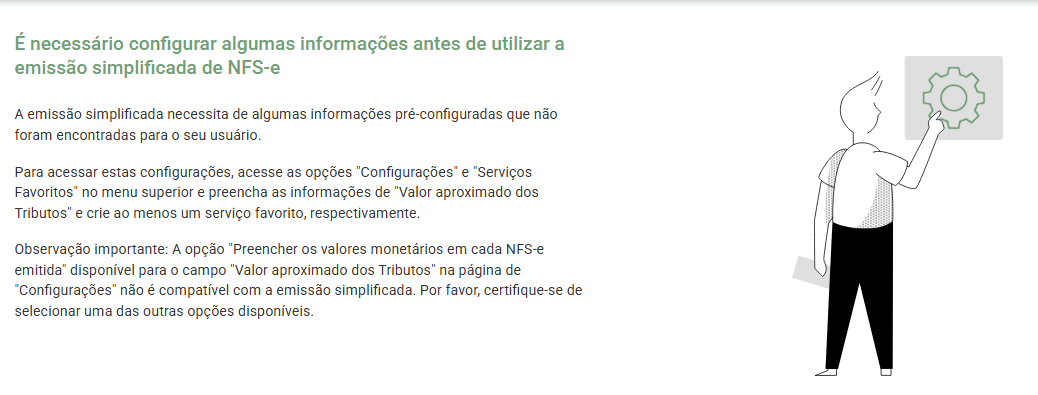 É necessário configurar algumas informações antes de utilizar a
emissão simplificada de NFS-e
A emissão simplificada necessita de algumas informações pré-configuradas que não
foram encontradas para o seu usuário.
Para acessar estas configurações, acesse as opções "Configurações" e "Serviços
Favoritos" no menu superior e preencha as informações de "Valor aproximado dos
Tributos" e crie ao menos um serviço favorito, respectivamente.
Observação importante: A opção "Preencher os valores monetários em cada NFS-e
emitida" disponível para o campo "Valor aproximado dos Tributos" na página de
"Configurações" não é compatível com a emissão simplificada. Por favor, certifique-se de
selecionar uma das outras opções disponíveis.